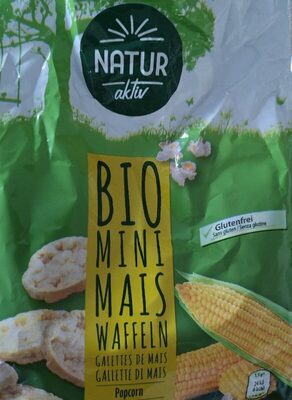 NATUR
aktiv
BIO
MINI
MAIS
WAFFELN
GALETTES DE MAIS
GALLETTE DI MAIS
Popcorn
Glutenfrei
Sans gluten / Senza glutine